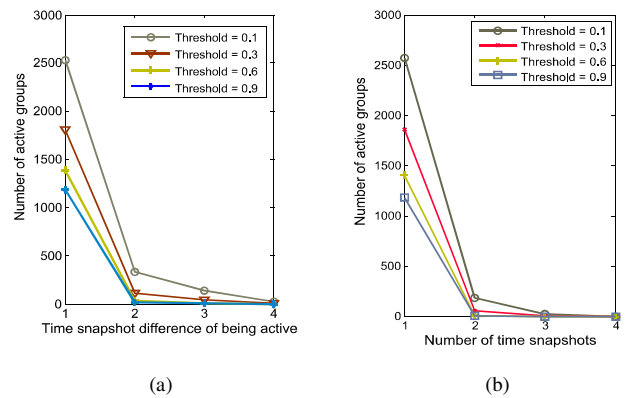 3000
2500
2000
1500
1000
500
0
Number of active groups
Threshold = 0.1
Threshold = 0.3
Threshold = 0.6
Threshold = 0.9
1 2 3 4
Time snapshot difference of being active
(a)
3000
2500
2000
1500
1000
500
0
Number of active groups
Threshold = 0.1
Threshold = 0.3
Threshold = 0.6
Threshold = 0.9
1 2 3 4
Number of time snapshots
(b)